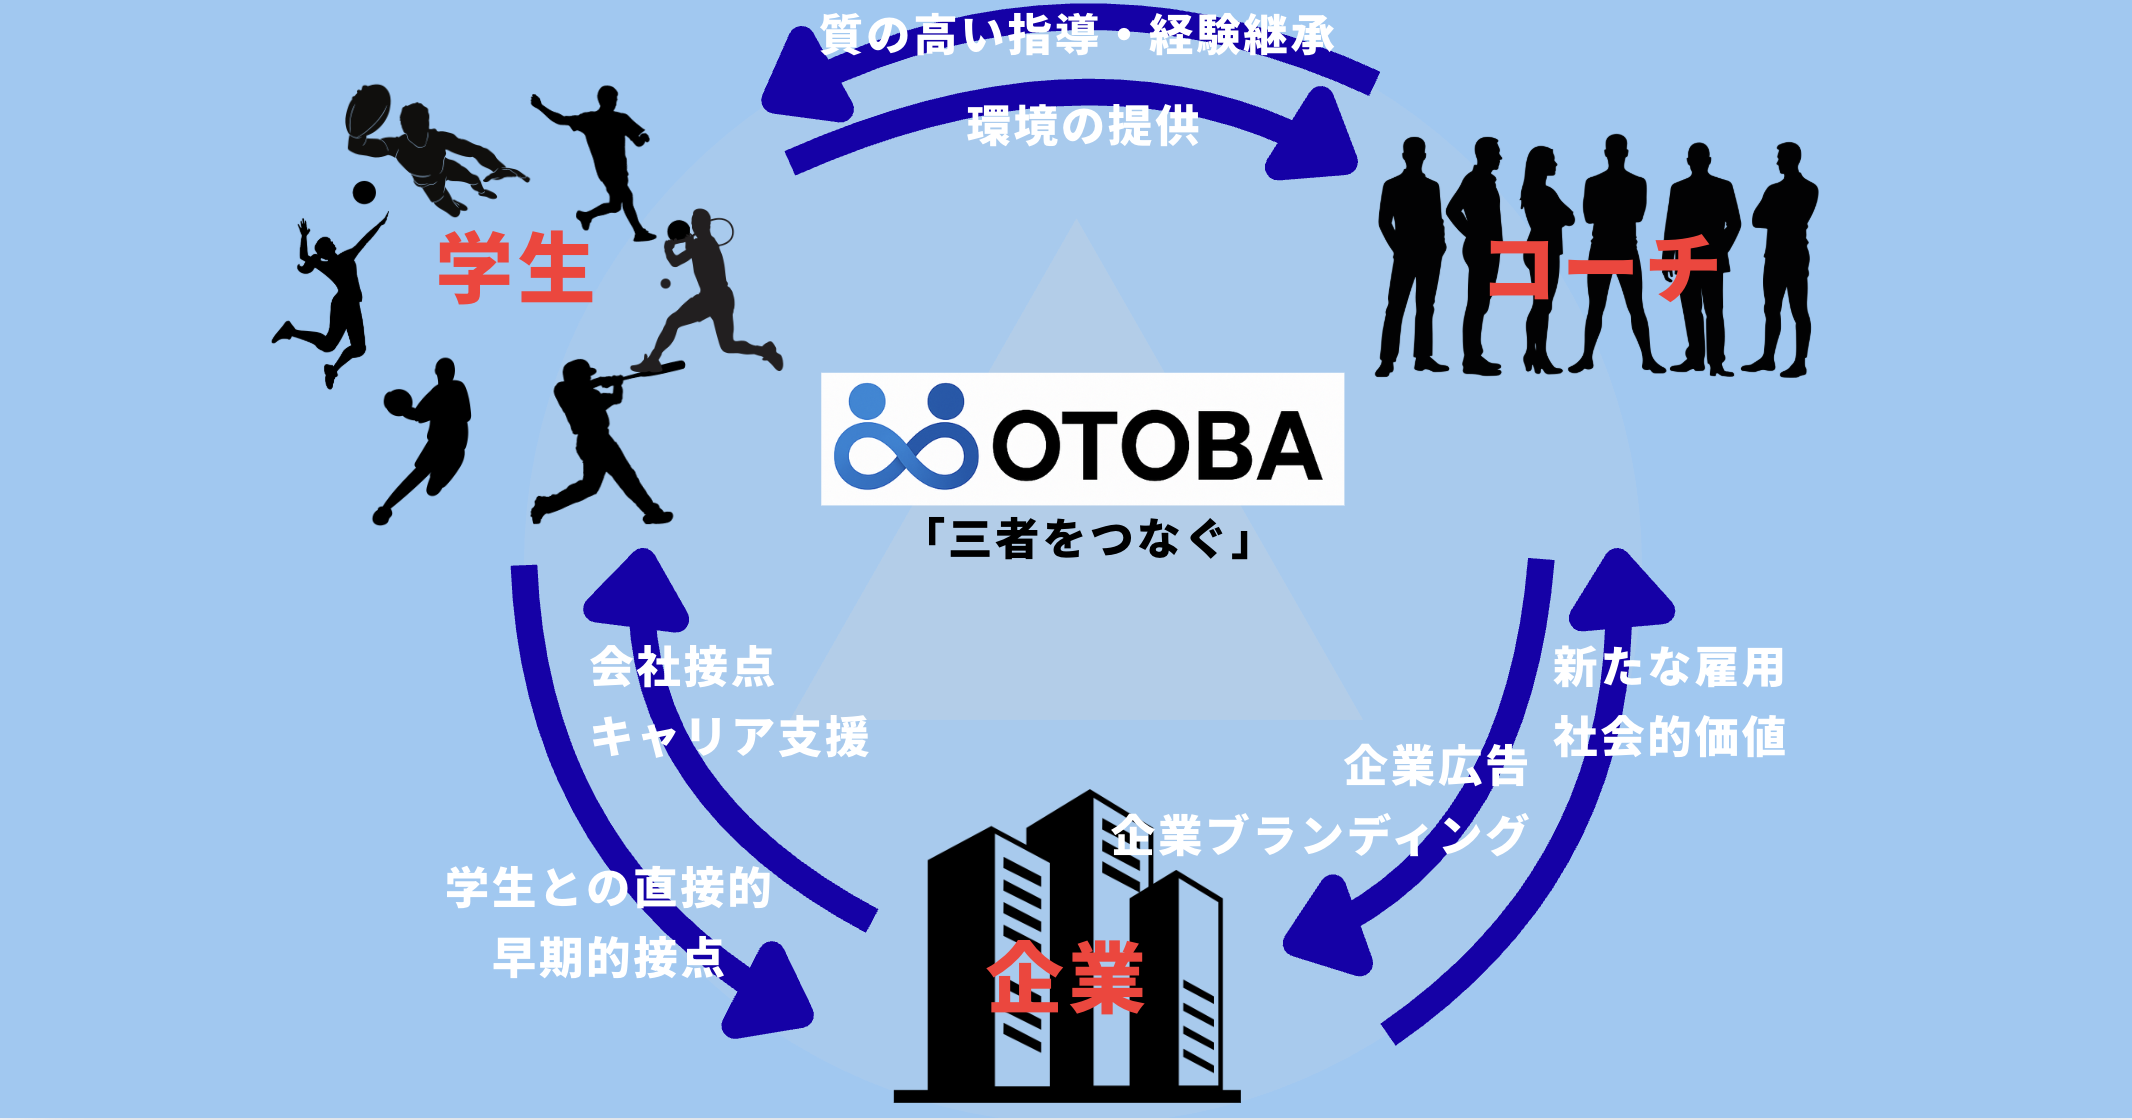 質の高い指導・経験継承
環境の提供
学生
コーチ
OTOBA
「三者をつなぐ」
会社接点
キャリア支援
新たな雇用
社会的価値
企業広告
企業ブランディング
学生との直接的
早期的接点
企業